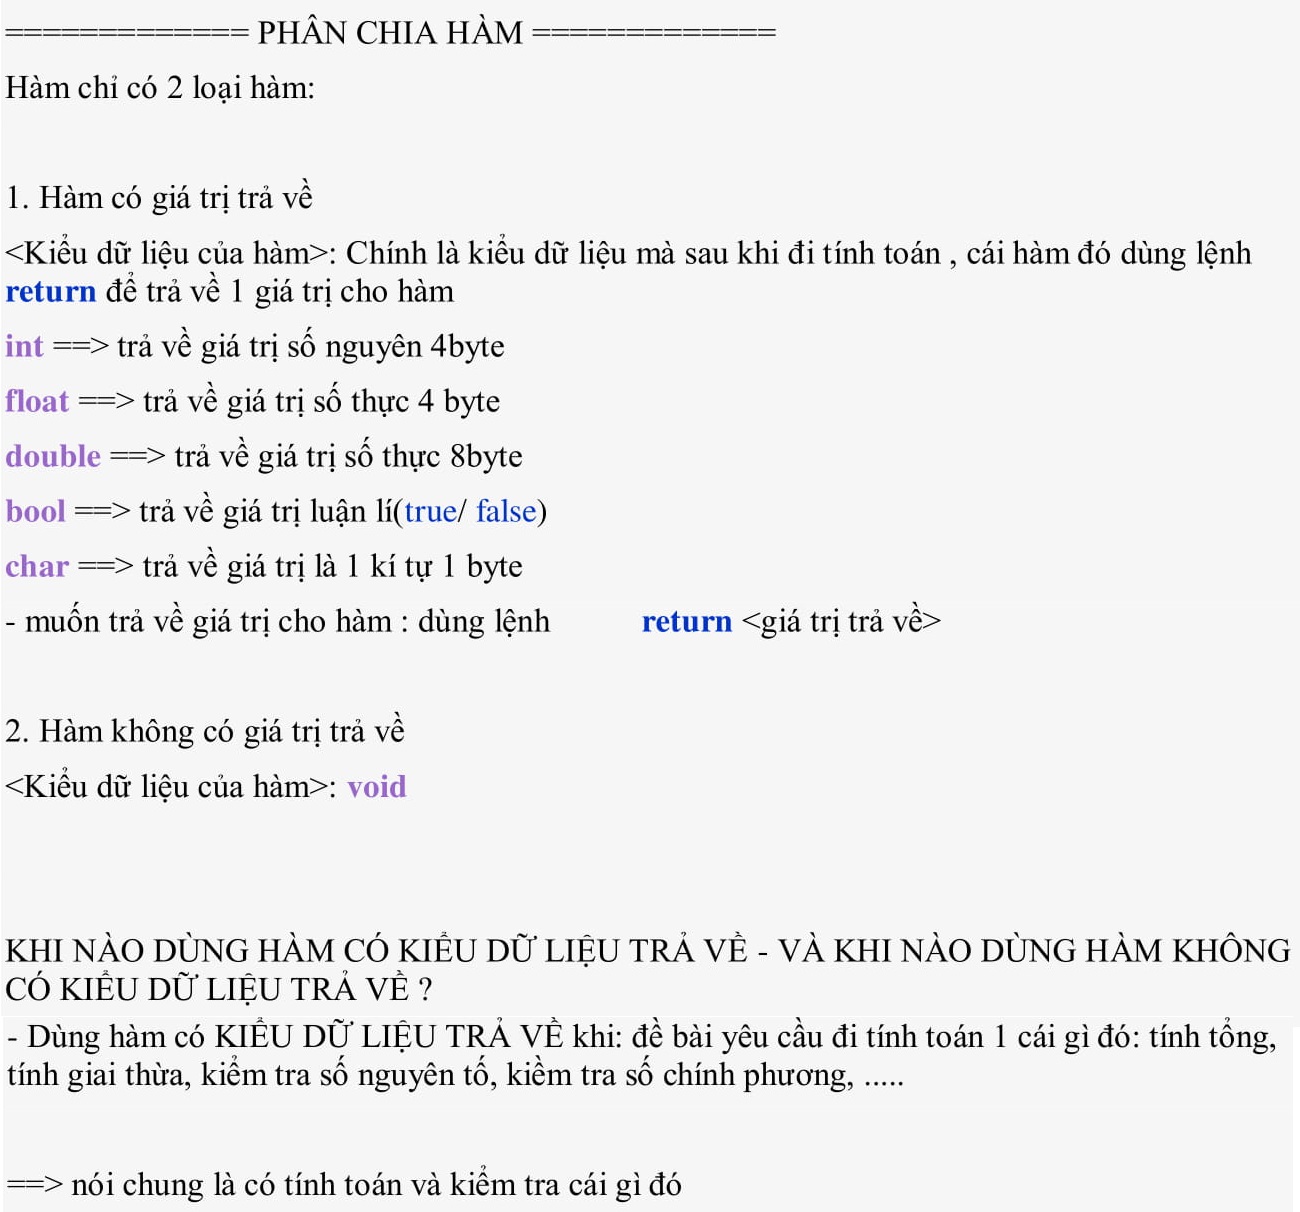 ============= PHÂN CHIA HÀM =============
Hàm chỉ có 2 loại hàm:
1. Hàm có giá trị trả về
<Kiểu dữ liệu của hàm>: Chính là kiểu dữ liệu mà sau khi đi tính toán , cái hàm đó dùng lệnh
return để trả về 1 giá trị cho hàm
int ==> trả về giá trị số nguyên 4byte
float ==> trả về giá trị số thực 4 byte
double ==> trả về giá trị số thực 8byte
bool ==> trả về giá trị luận lí(true/ false)
char ==> trả về giá trị là 1 kí tự 1 byte
- muốn trả về giá trị cho hàm : dùng lệnh return <giá trị trả về>
2. Hàm không có giá trị trả về
<Kiểu dữ liệu của hàm>: void
KHI NÀO DÙNG HÀM CÓ KIỂU DỮ LIỆU TRẢ VỀ - VÀ KHI NÀO DÙNG HÀM KHÔNG
CÓ KIỂU DỮ LIỆU TRẢ VỀ ?
- Dùng hàm có KIỂU DỮ LIỆU TRẢ VỀ khi: đề bài yêu cầu đi tính toán 1 cái gì đó: tính tổng,
tính giai thừa, kiểm tra số nguyên tố, kiềm tra số chính phương, .....
==> nói chung là có tính toán và kiểm tra cái gì đó